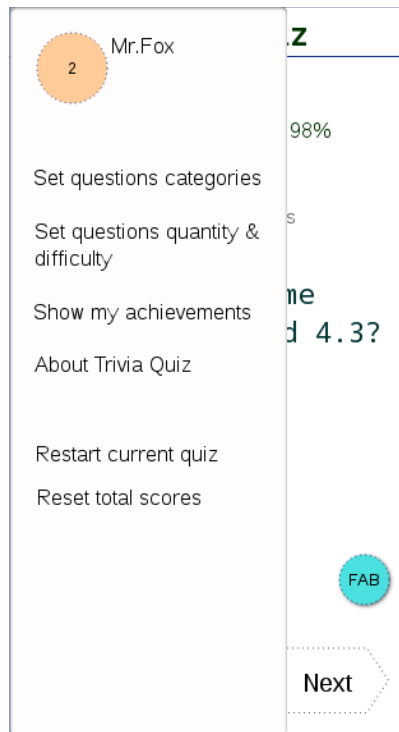 Mr.Fox
2
.z
98%
Set questions categories
s
Set questions quantity &
difficulty
me
Show my achievements
d 4.3?
About Trivia Quiz
Restart current quiz
Reset total scores
FAB
Next